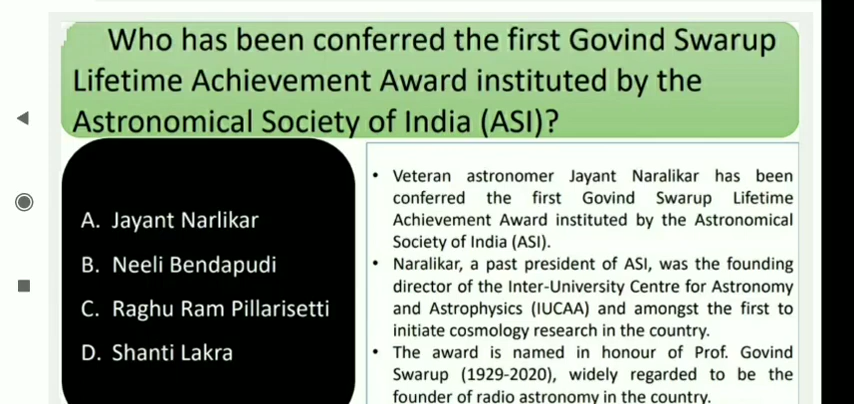 Who has been conferred the first Govind Swarup
Lifetime Achievement Award instituted by the
Astronomical Society of India (ASI)?
A. Jayant Narlikar
B. Neeli Bendapudi
C. Raghu Ram Pillarisetti
D. Shanti Lakra
• Veteran astronomer Jayant Naralikar has been
conferred the first Govind Swarup Lifetime
Achievement Award instituted by the Astronomical
Society of India (ASI).
• Naralikar, a past president of ASI, was the founding
director of the Inter-University Centre for Astronomy
and Astrophysics (IUCAA) and amongst the first to
initiate cosmology research in the country.
• The award is named in honour of Prof. Govind
Swarup (1929-2020), widely regarded to be the
founder of radio astronomy in the country.